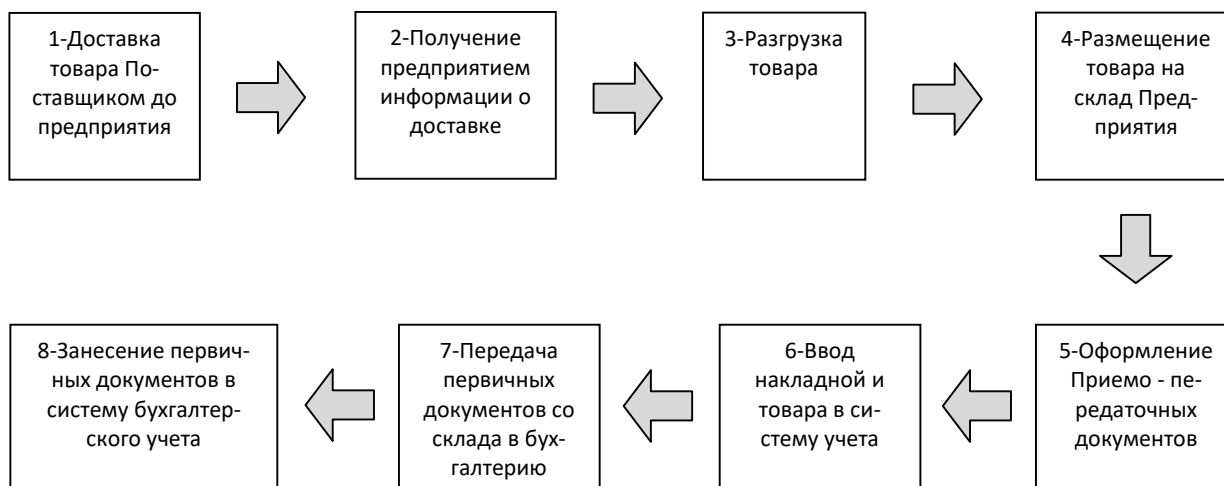 1-Доставка
товара По-
ставщиком до
предприятия
2-Получение
предприятием
информации о
доставке
3-Разгрузка
товара
4-Размещение
товара на
склад Пред-
приятия
5-Оформление
Приемо - пе-
редаточных
документов
6-Ввод
накладной и
товара в си-
стему учета
7-Передача
первичных
документов со
склада в бух-
галтерию
8-Занесение первич-
ных документов в
систему бухгалтер-
ского учета